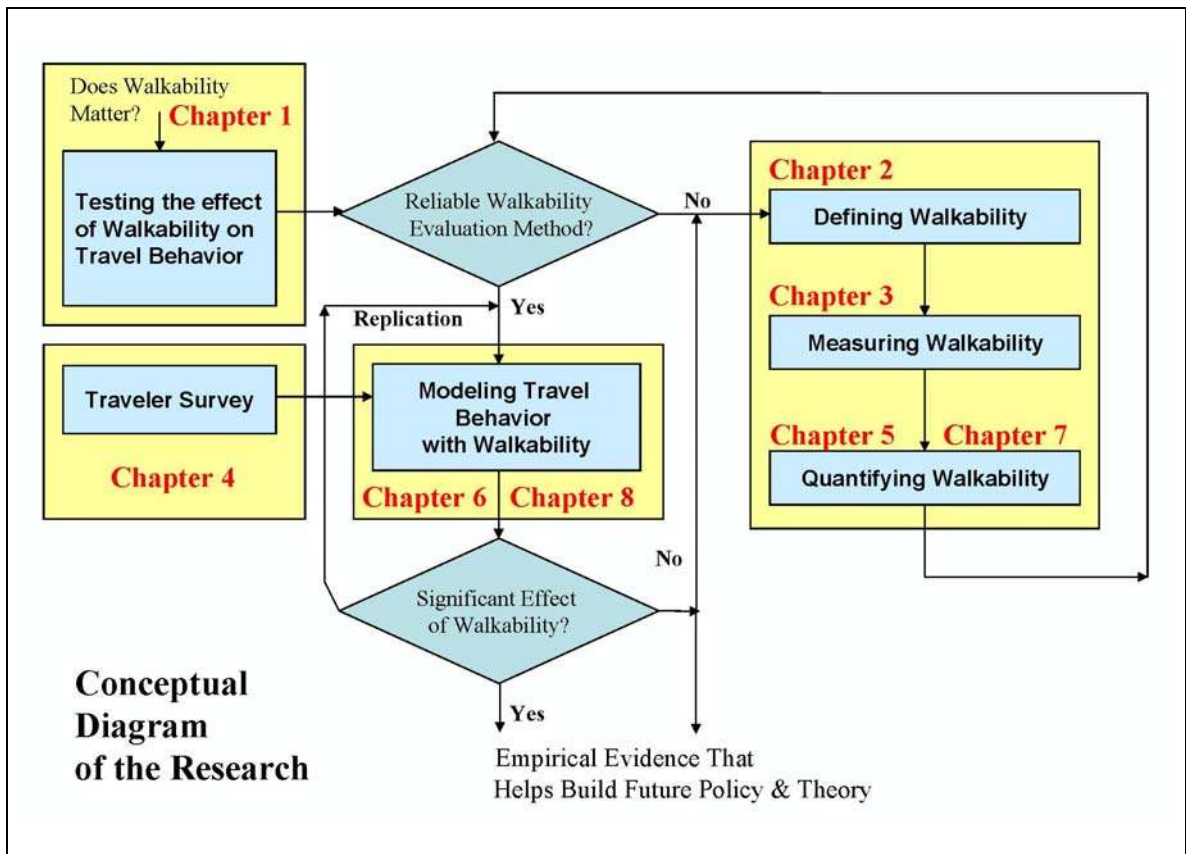 Does Walkability
Matter?
Chapter 1
Testing the effect
of Walkability on
Travel Behavior
Reliable Walkability
Evaluation Method?
No
Yes
Replication
Chapter 2
Defining Walkability
Chapter 3
Measuring Walkability
Chapter 5
Chapter 7
Quantifying Walkability
Traveler Survey
Chapter 4
Modeling Travel
Behavior
with Walkability
Chapter 6
Chapter 8
Significant Effect
of Walkability?
No
Yes
Empirical Evidence That
Helps Build Future Policy & Theory
Conceptual
Diagram
of the Research